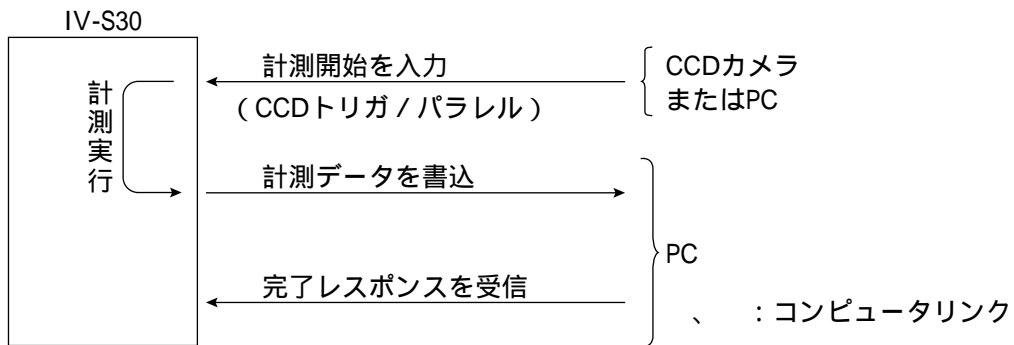 IV-S30
計測開始を入力
(CCDトリガ/パラレル)
CCDカメラ
またはPC
計測実行
計測データを書込
PC
完了レスポンスを受信
、 :コンピュータリンク